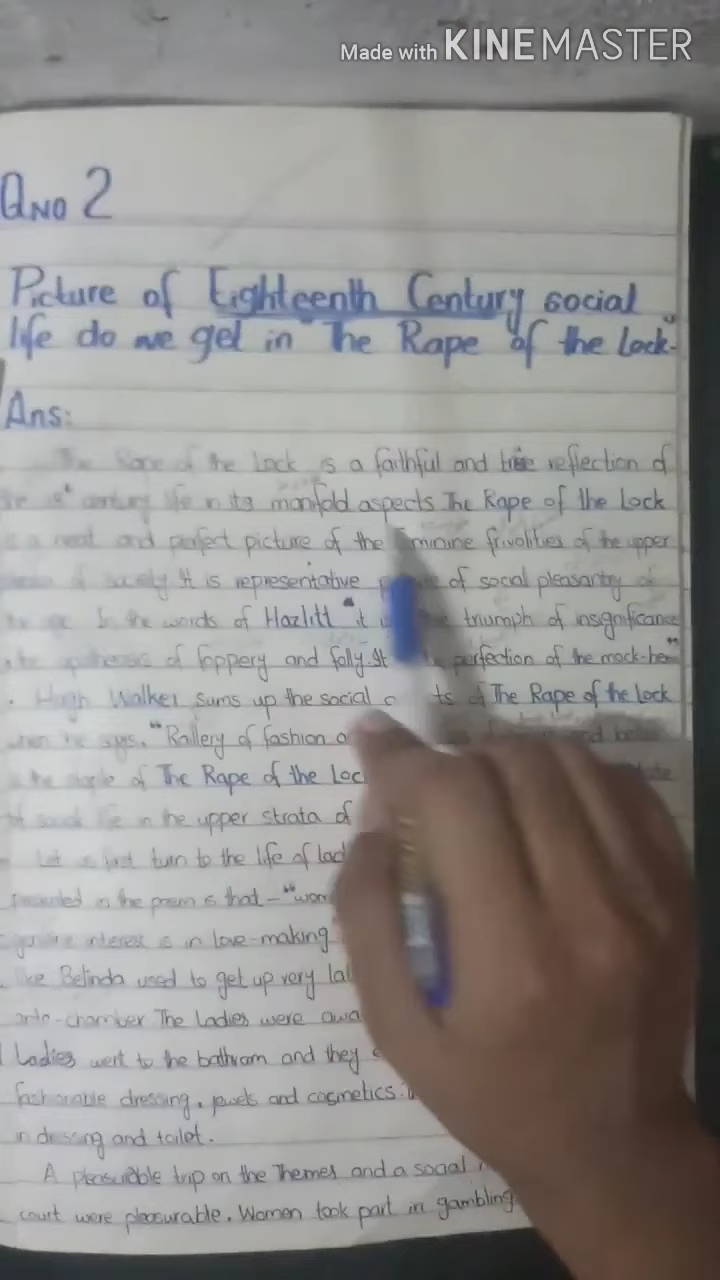 Made with KINEMASTER
QNO 2
Picture of Eighteenth Century social
life do we get in "The Rape of the Lock"
Ans:
The Rape of the Lock is a faithful and true reflection of
the 18th century life in its manifold aspects. The Rape of the Lock
is a neat and perfect picture of the feminine frivolities of the upper
of society. It is representative of social pleasantry of
the age. In the words of Hazlitt "it is triumph of insignificance
the apotheosis of foppery and folly. It perfection of the mock-heroic"
. Hugh Walker sums up the social of The Rape of the Lock
when he says. "Rallery of fashion and
is the staple of The Rape of the Loc
of social life in the upper strata of
Let us first turn to the life of lad
presented in the poem is that - "wom
genuine interest is in love-making
like Belinda used to get up very lat
ante-chamber The Ladies were awa
Ladies went to the bathroom and they
fashionable dressing, jewels and cosmetics.
in dressing and toilet.
A pleasurable trip on the Themes and a social
court were pleasurable. Women took part in gambling